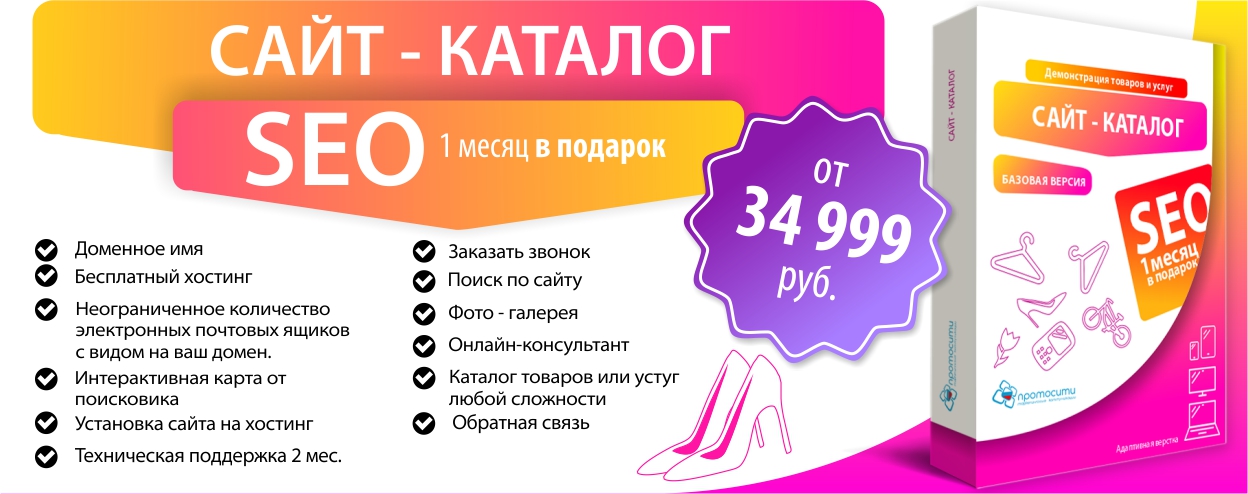 САЙТ - КАТАЛОГ
SEO 1 месяц в подарок
Доменное имя
Бесплатный хостинг
Неограниченное количество
электронных почтовых ящиков
с видом на ваш домен.
Интерактивная карта от
поисковика
Установка сайта на хостинг
Техническая поддержка 2 мес.
Заказать звонок
Поиск по сайту
Фото - галерея
Онлайн-консультант
Каталог товаров или устуг
любой сложности
Обратная связь
ОТ
34 999
руб.
САЙТ - КАТАЛОГ
промосити
Демонстрация товаров и услуг
САЙТ - КАТАЛОГ
БАЗОВАЯ ВЕРСИЯ
SEO
1 месяц
в подарок
промосити
Адаптивная верстка